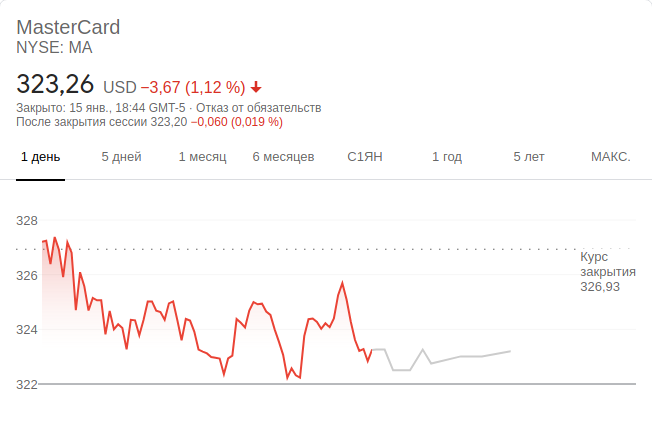 MasterCard
NYSE: MA
323,26 USD −3,67 (1,12 %)
Закрыто: 15 янв., 18:44 GMT-5 · Отказ от обязательств
После закрытия сессии 323,20 −0,060 (0,019 %)
1 день 5 дней 1 месяц 6 месяцев С1ЯН 1 год 5 лет МАКС.
328
326
324
322
Курс
закрытия
326,93